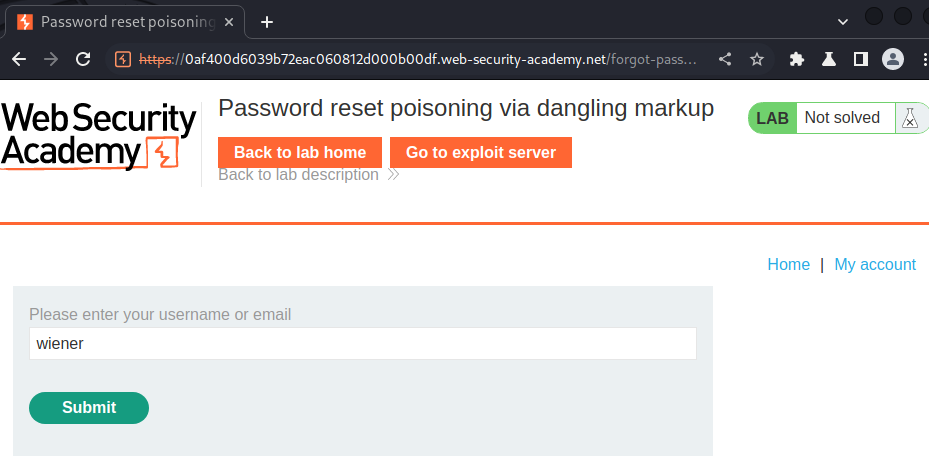 Password reset poisoning
https://0af400d6039b72eac060812d000b00df.web-security-academy.net/forgot-pass...
Web Security
Academy
Password reset poisoning via dangling markup
LAB Not solved
Back to lab home Go to exploit server
Back to lab description
Home | My account
Please enter your username or email
wiener
Submit